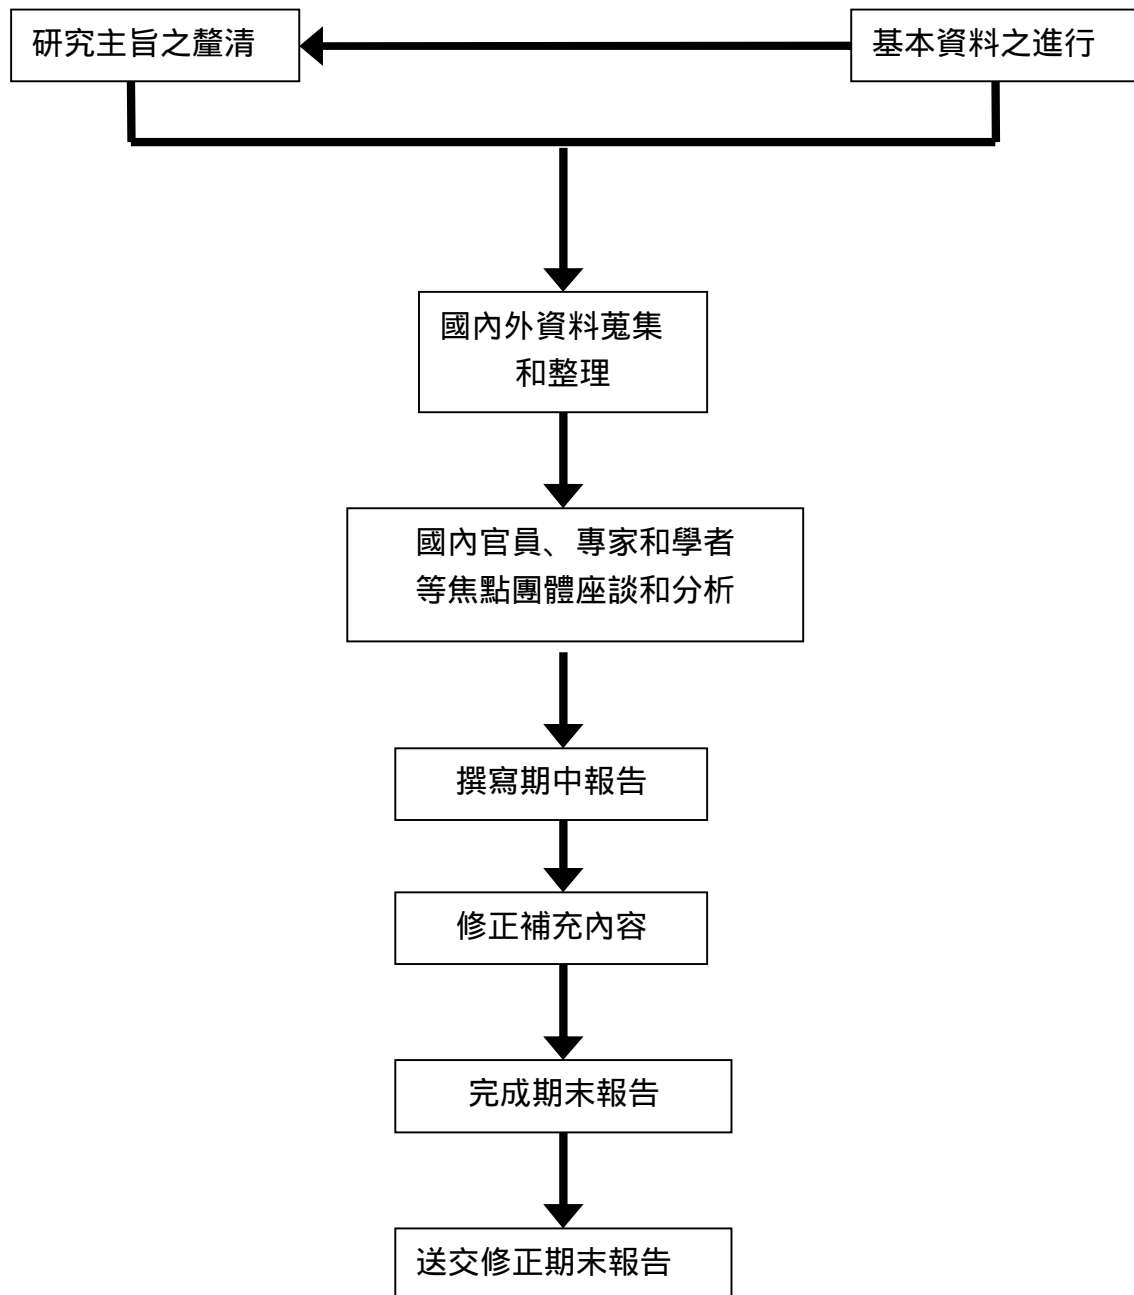 研究主旨之釐清
基本資料之進行
國內外資料蒐集
和整理
國內官員、專家和學者
等焦點團體座談和分析
撰寫期中報告
修正補充內容
完成期末報告
送交修正期末報告